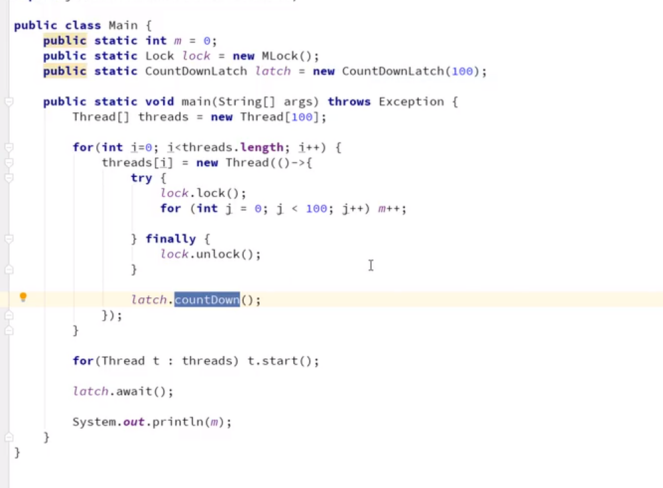 public class Main {
public static int m = 0;
public static Lock lock = new MLock();
public static CountDownLatch latch = new CountDownLatch(100);
public static void main(String[] args) throws Exception {
Thread[] threads = new Thread[100];
for(int i=0; i<threads.length; i++) {
threads[i] = new Thread(()->{
try {
lock.lock();
for (int j = 0; j < 100; j++) m++;
} finally {
lock.unlock();
}
latch.countDown();
});
}
for(Thread t : threads) t.start();
latch.await();
System.out.println(m);
}
}